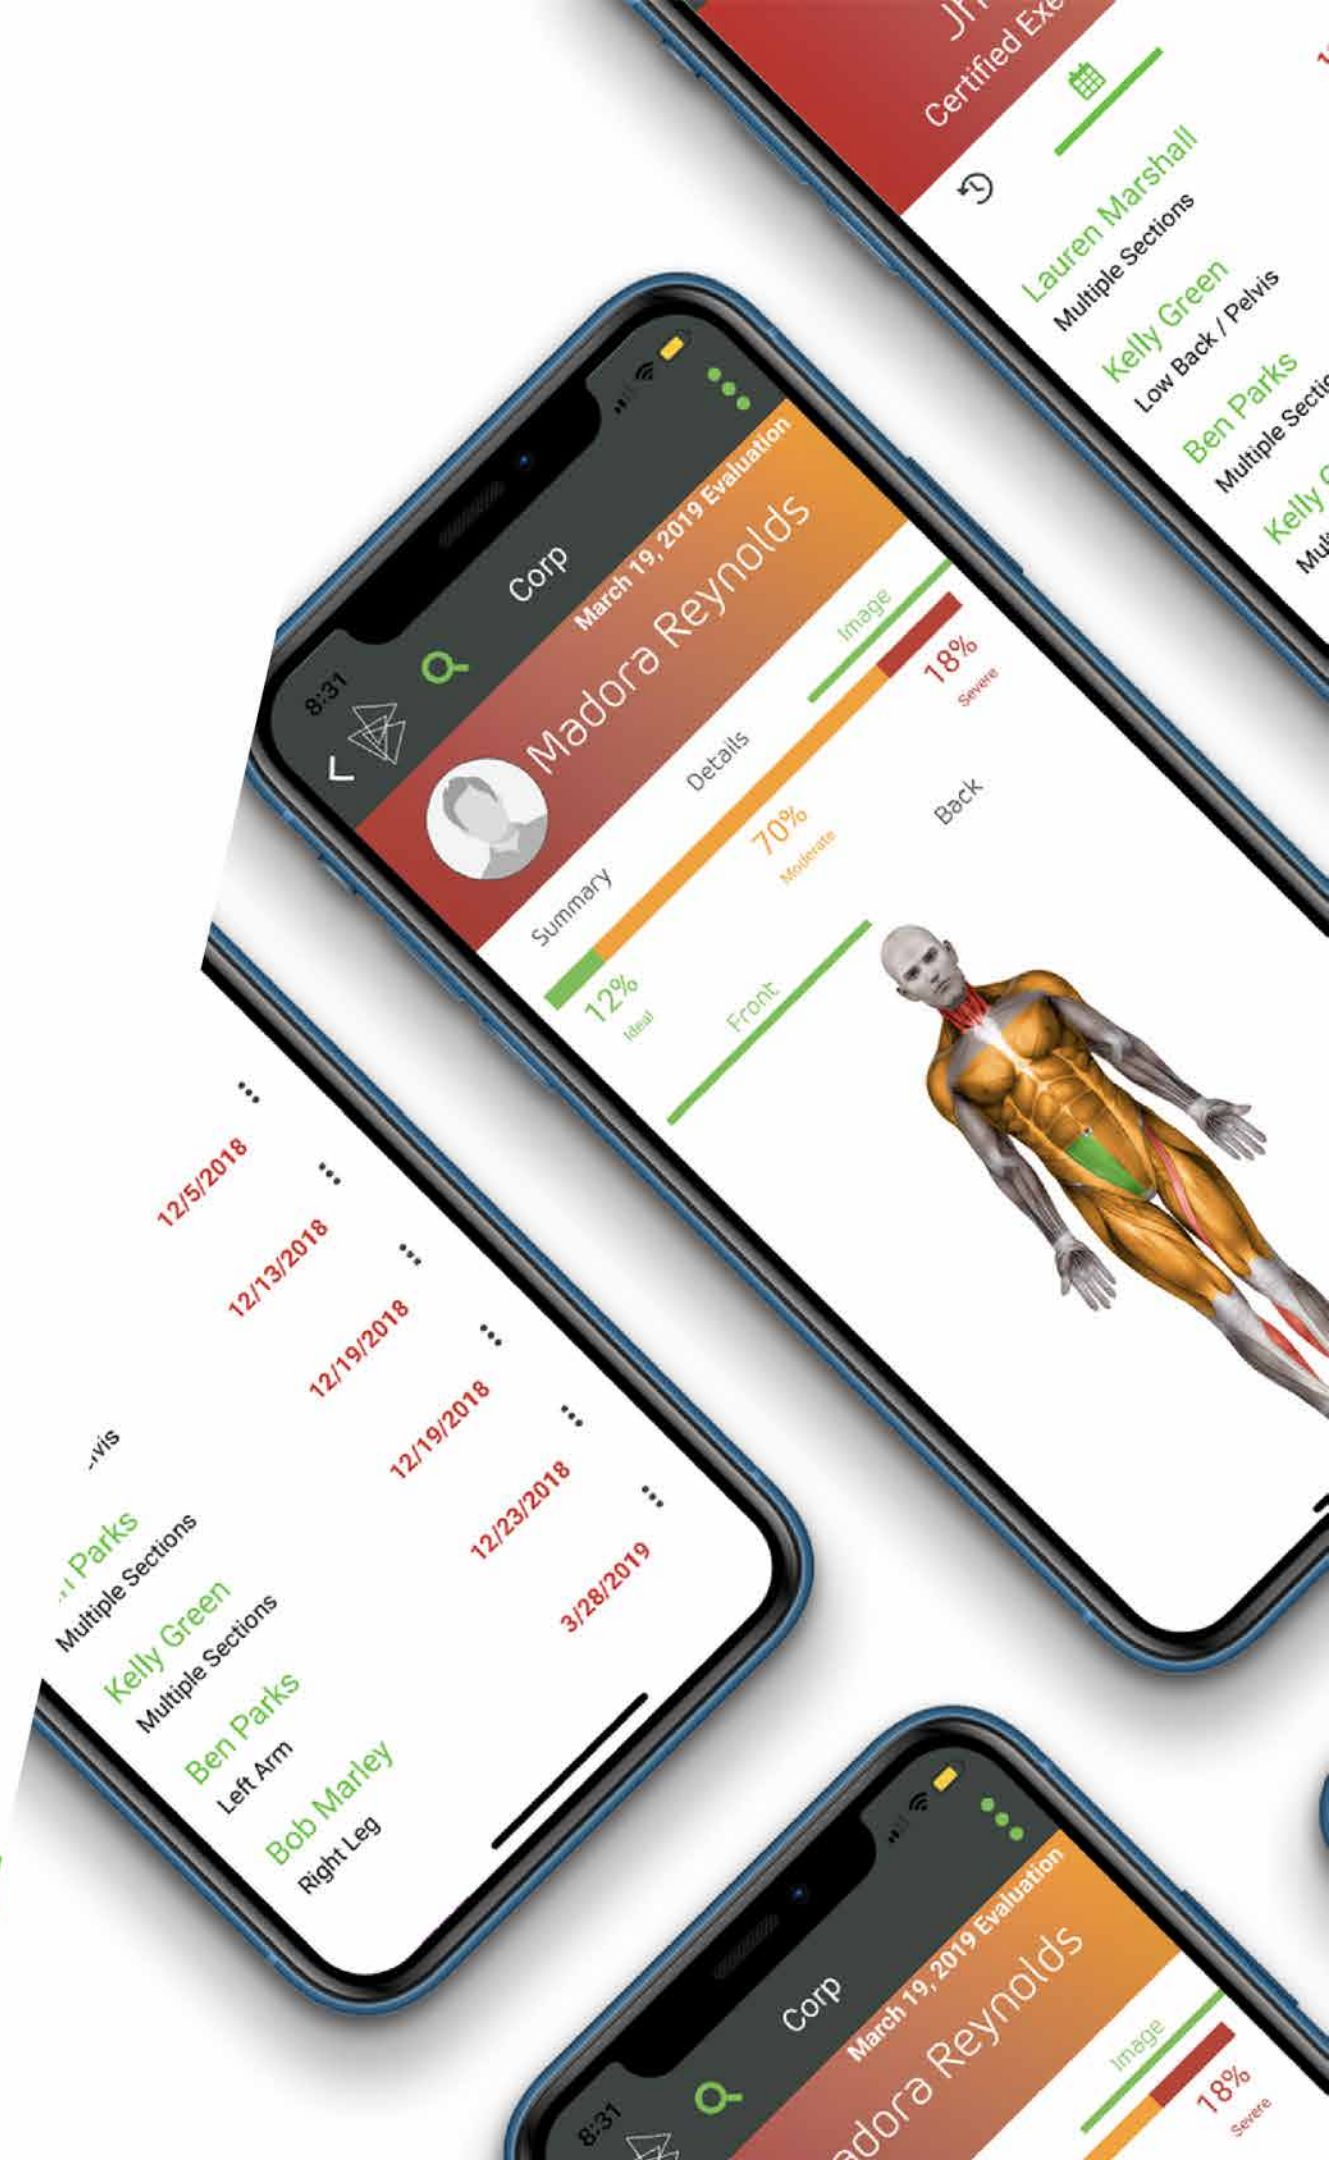 Certified
Lauren Marshall
Multiple Sections
Kelly Green
Low Back / Pelvis
Ben Parks
Multiple
Kelly
8:31
Corp
March 19, 2019 Evaluation
Madora Reynolds
Summary
Details
Image
12%
Ideal
70%
Moderate
18%
Severe
Front
Back
12/5/2018
12/13/2018
Parks
Multiple Sections
12/19/2018
Kelly Green
Multiple Sections
12/19/2018
Ben Parks
Left Arm
12/23/2018
Bob Marley
Right Leg
3/28/2019
8:31
Corp
March 19, 2019 Evaluation
Reynolds
Image
18%
Severe